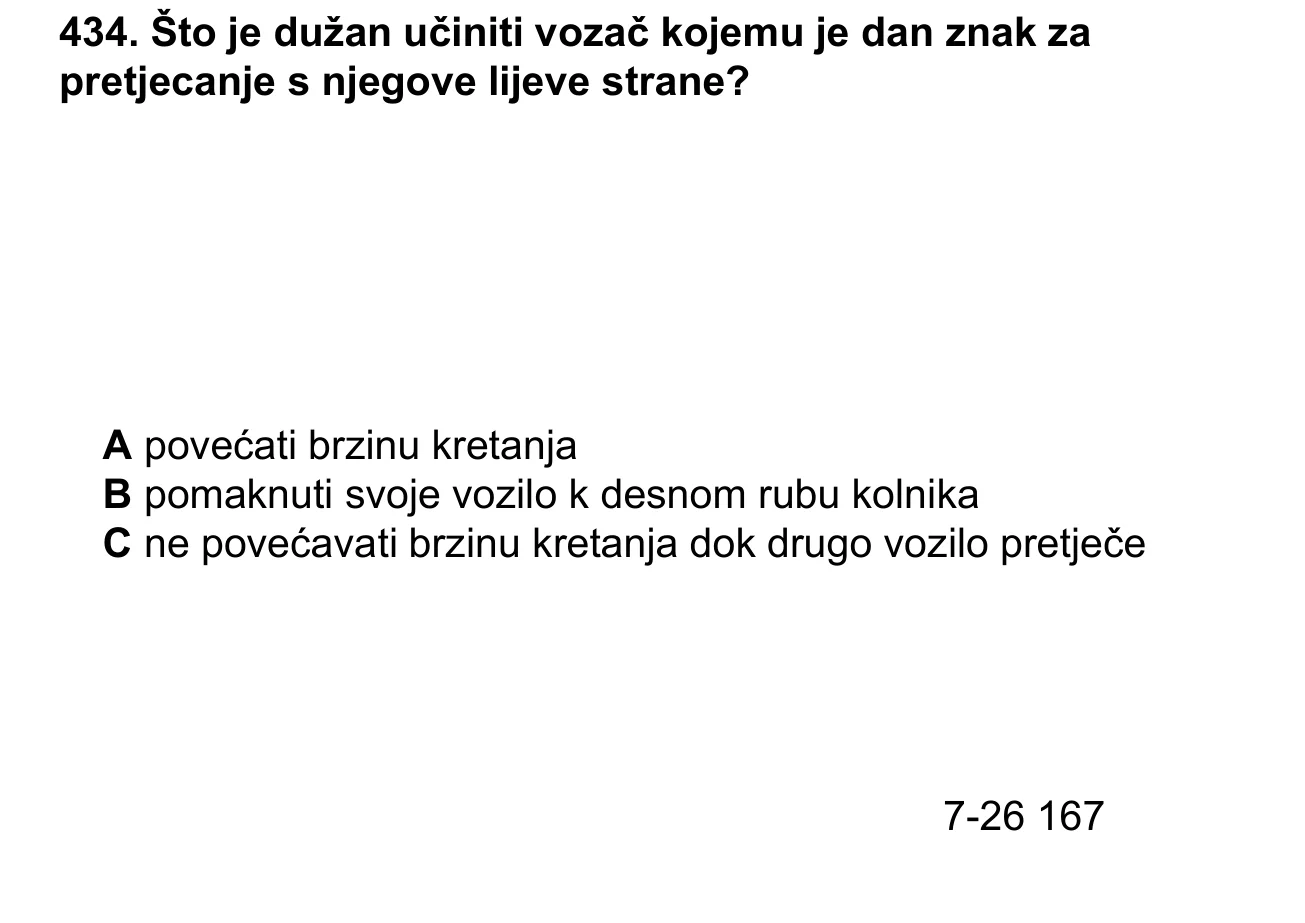 434. Što je dužan učiniti vozač kojemu je dan znak za
pretjecanje s njegove lijeve strane?
A povećati brzinu kretanja
B pomaknuti svoje vozilo k desnom rubu kolnika
C ne povećavati brzinu kretanja dok drugo vozilo pretječe
7-26 167